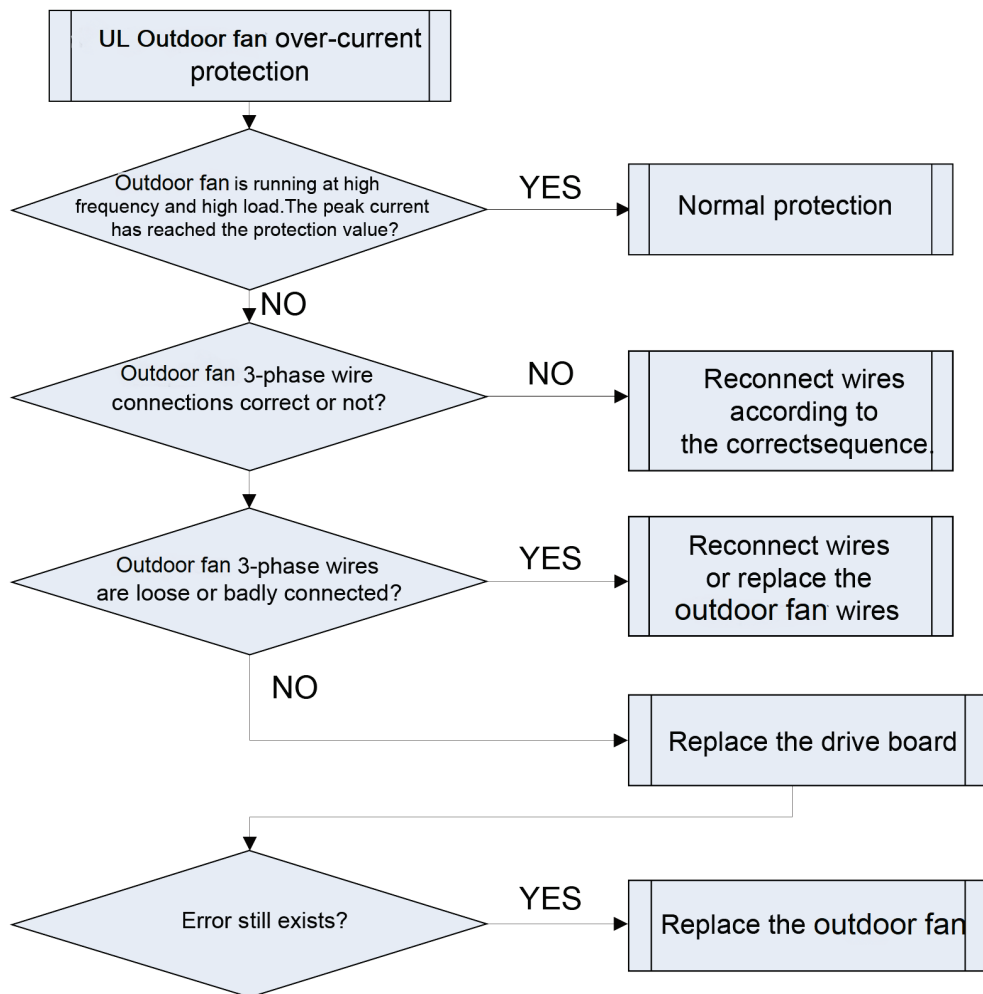 UL Outdoor fan over-current
protection
Outdoor fan is running at high
frequency and high load.The peak current
has reached the protection value?
YES
Normal protection
NO
Outdoor fan 3-phase wire
connections correct or not?
NO
Reconnect wires
according to
the correctsequence.
Outdoor fan 3-phase wires
are loose or badly connected?
YES
Reconnect wires
or replace the
outdoor fan wires
NO
Replace the drive board
Error still exists?
YES
Replace the outdoor fan